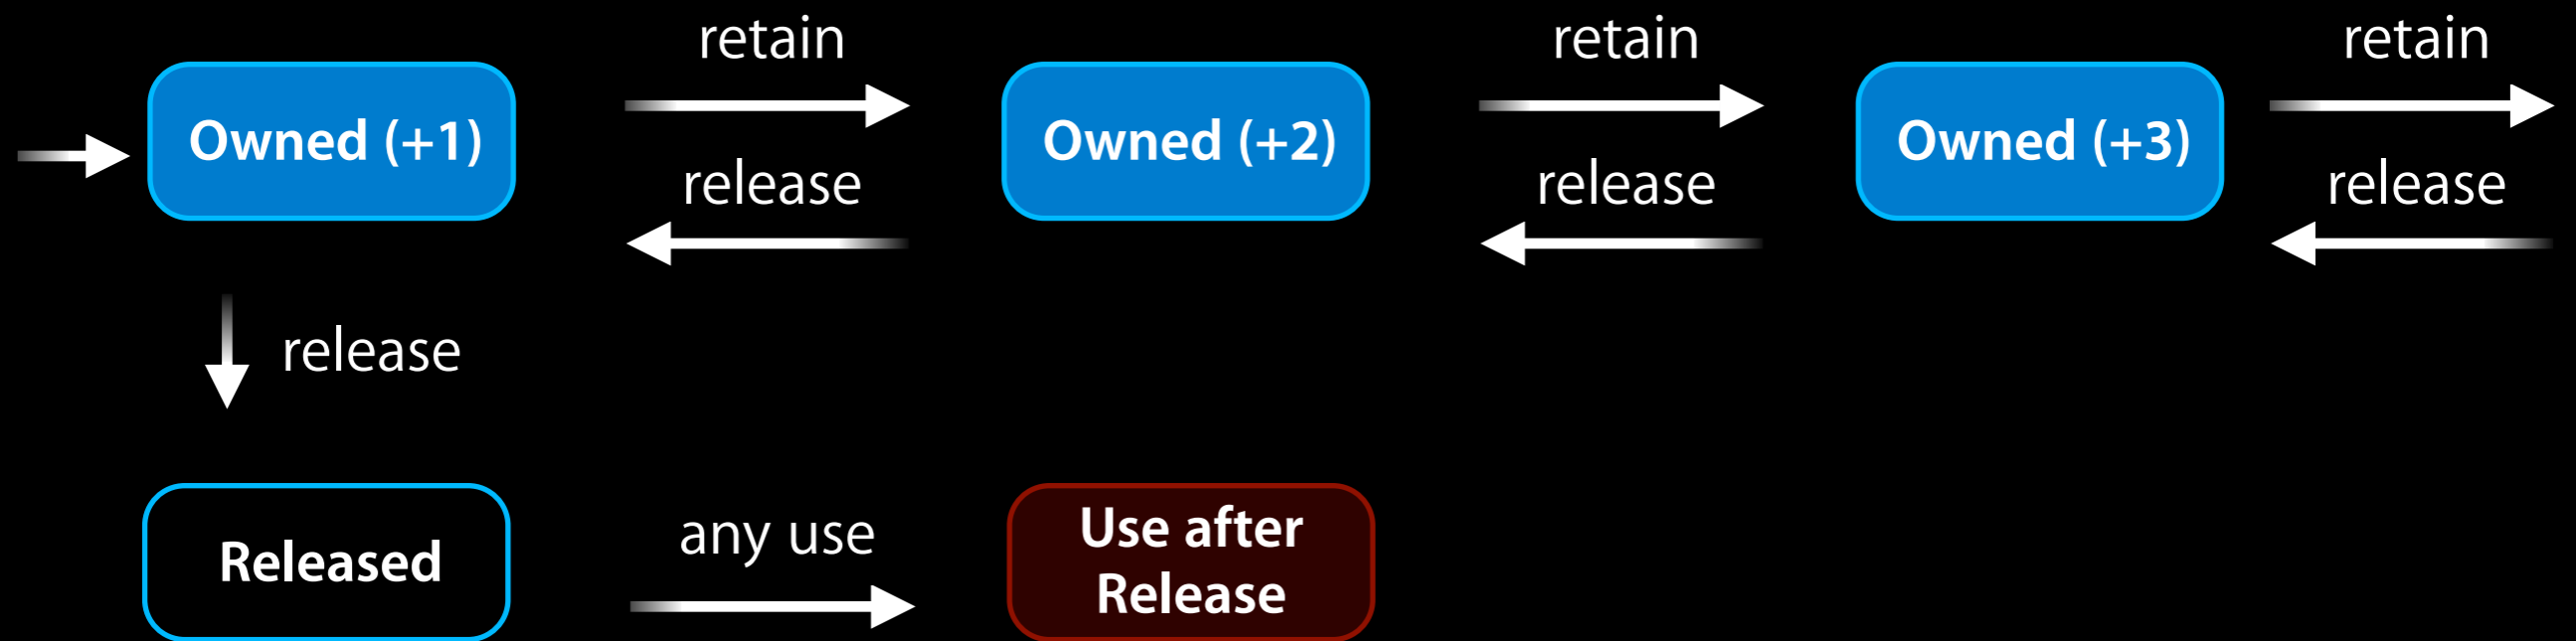 retain
retain
retain
Owned (+1)
Owned (+2)
Owned (+3)
release
release
release
release
any use
Use after
Release
Released